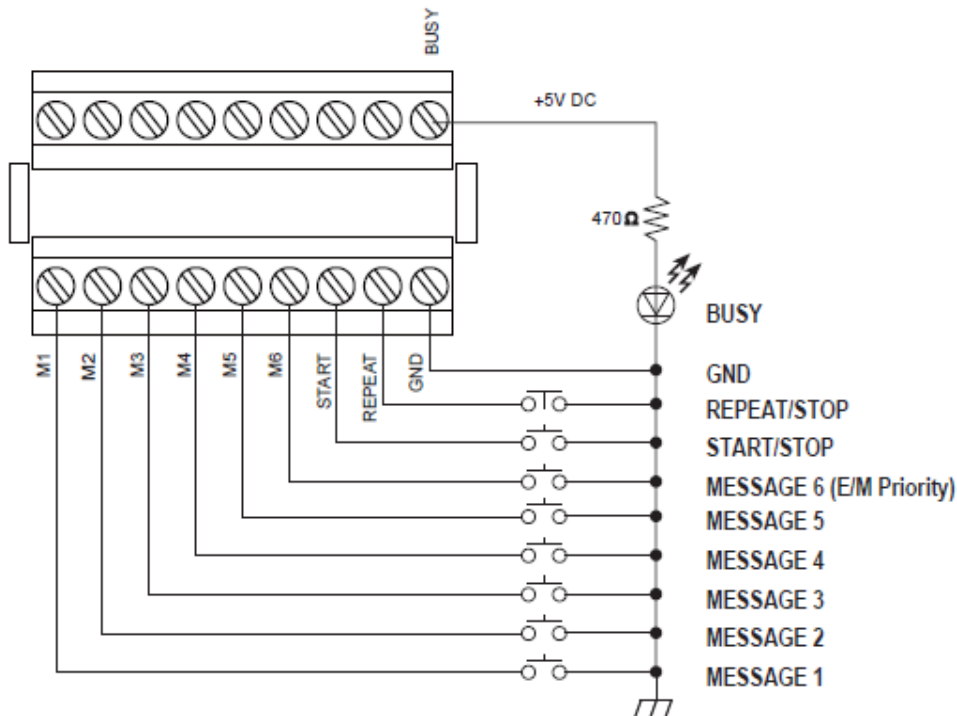 BUSY
+5V DC
470Ω
BUSY
M1
M2
M3
M4
M5
M6
START
REPEAT
GND
GND
REPEAT/STOP
START/STOP
MESSAGE 6 (E/M Priority)
MESSAGE 5
MESSAGE 4
MESSAGE 3
MESSAGE 2
MESSAGE 1